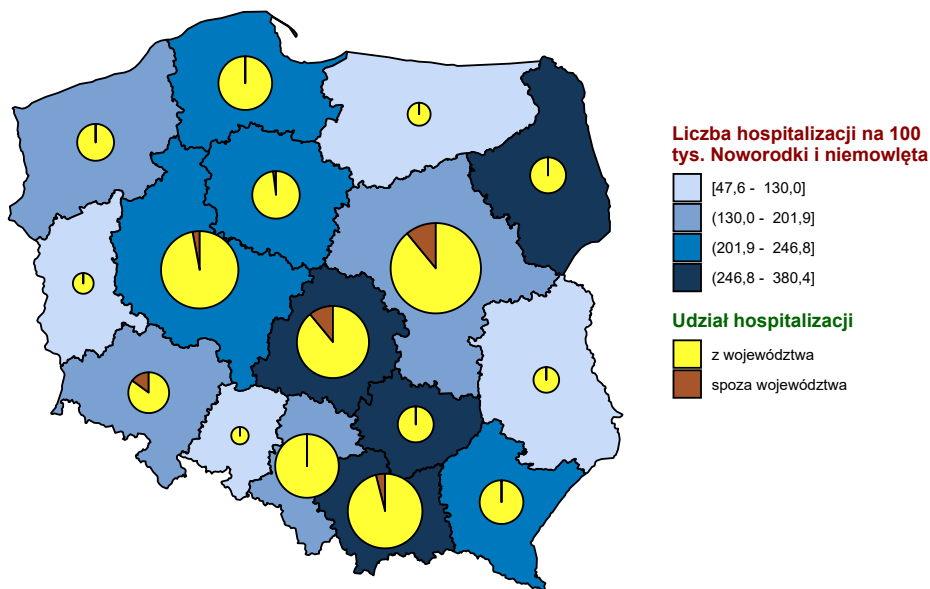 Liczba hospitalizacji na 100
tys. Noworodki i niemowlęta
[47,6 - 130,0]
(130,0 - 201,9]
(201,9 - 246,8]
(246,8 - 380,4]
Udział hospitalizacji
z województwa
spoza województwa